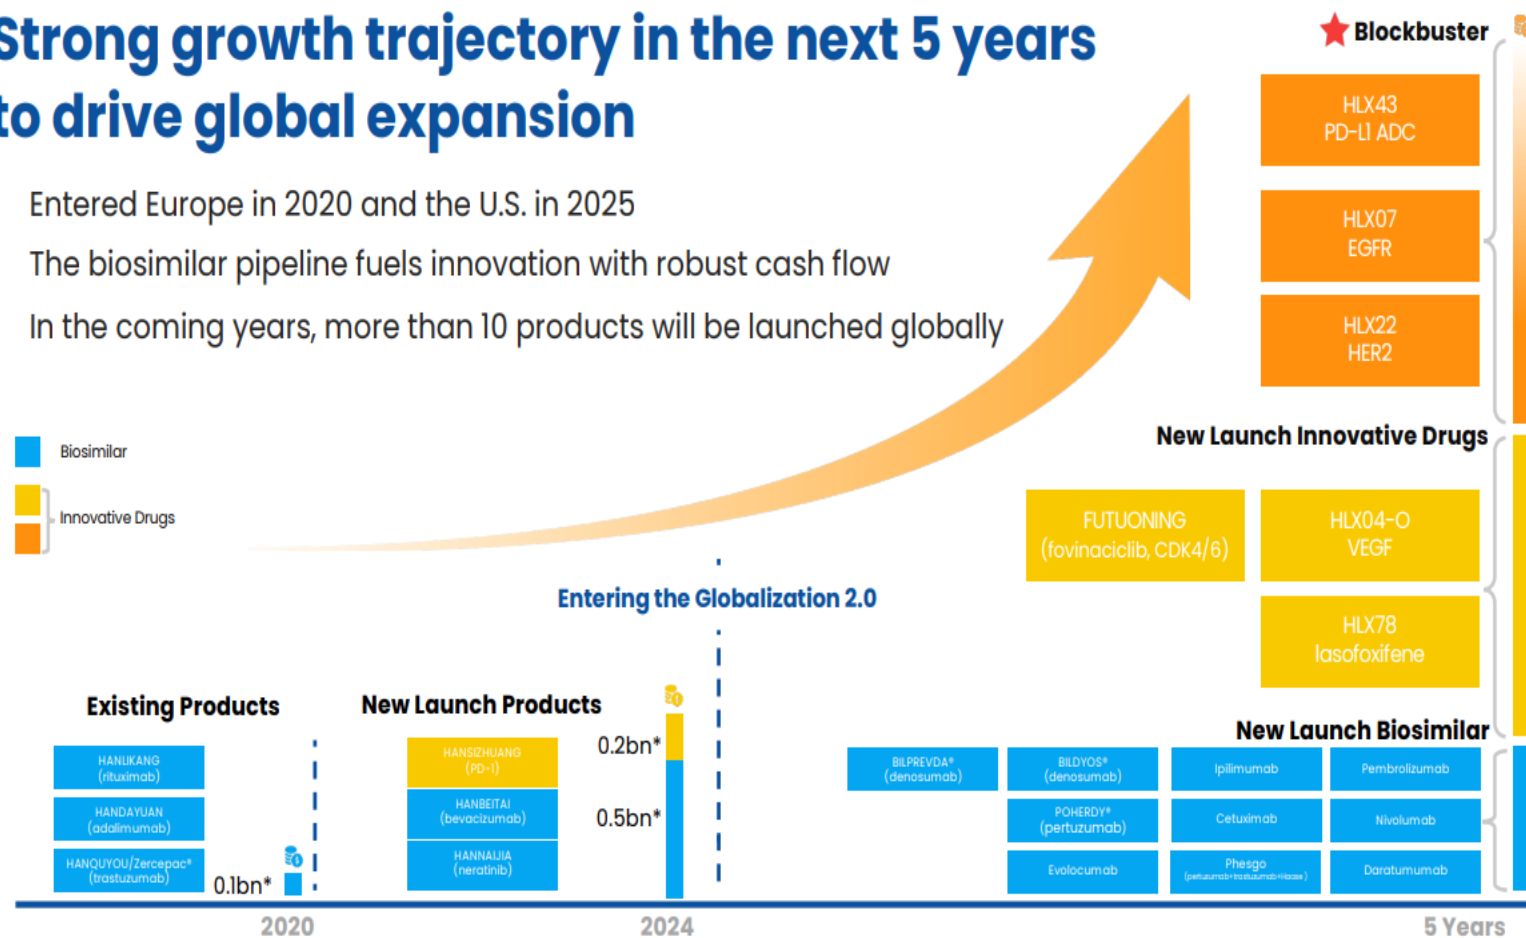 Strong growth trajectory in the next 5 years
to drive global expansion
Entered Europe in 2020 and the U.S. in 2025
The biosimilar pipeline fuels innovation with robust cash flow
In the coming years, more than 10 products will be launched globally
Biosimilar
Innovative Drugs
Blockbuster
HLX43
PD-L1 ADC
HLX07
EGFR
HLX22
HER2
New Launch Innovative Drugs
FUTUONING
(fovinaciclib, CDK4/6)
HLX04-O
VEGF
HLX78
lasofoxifene
Entering the Globalization 2.0
Existing Products
HANLIKANG
(rituximab)
HANDAYUAN
(adalimumab)
HANQUYOU/Zercepac®
(trastuzumab)
0.1bn*
New Launch Products
HANSIZHUANG
(PD-1)
HANBEITAI
(bevacizumab)
HANNAIJIA
(neratinib)
0.2bn*
0.5bn*
New Launch Biosimilar
BILPREVDA®
(denosumab)
BILDYOS®
(denosumab)
Ipilimumab
Pembrolizumab
POHERDY®
(pertuzumab)
Cetuximab
Nivolumab
Evolocumab
Phesgo
(pertuzumab+trastuzumab+Haase)
Daratumumab
2020
2024
5 Years